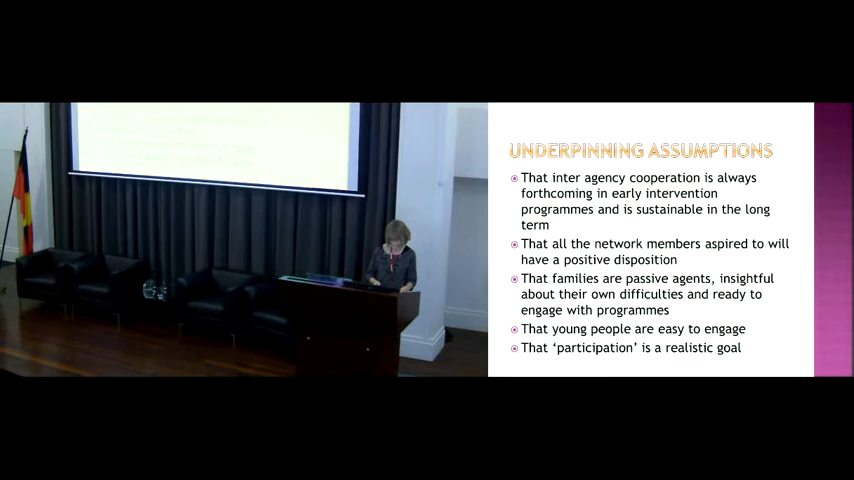 UNDERPINNING ASSUMPTIONS
That inter agency cooperation is always
forthcoming in early intervention
programmes and is sustainable in the long
term
That all the network members aspired to will
have a positive disposition
That families are passive agents, insightful
about their own difficulties and ready to
engage with programmes
That young people are easy to engage
That ‘participation’ is a realistic goal